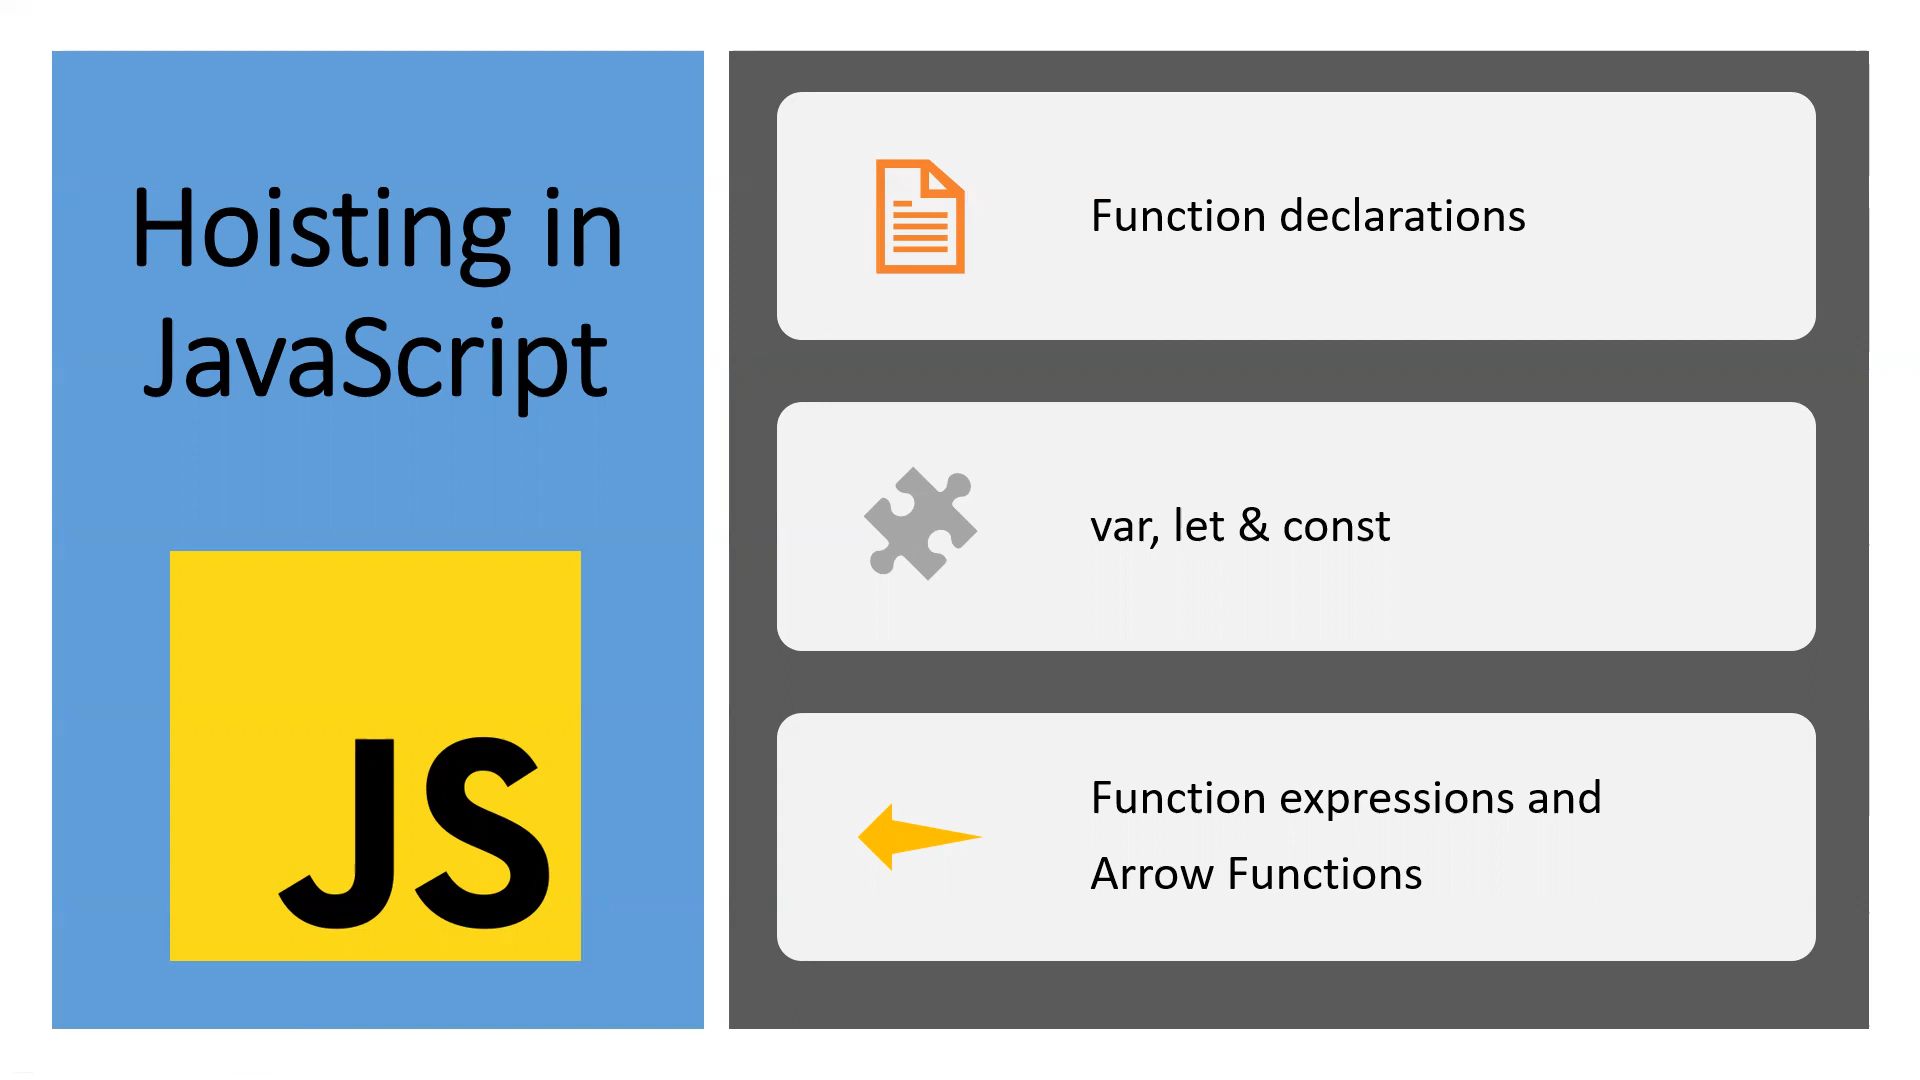 Hoisting in
JavaScript
JS
Function declarations
var, let & const
Function expressions and
Arrow Functions